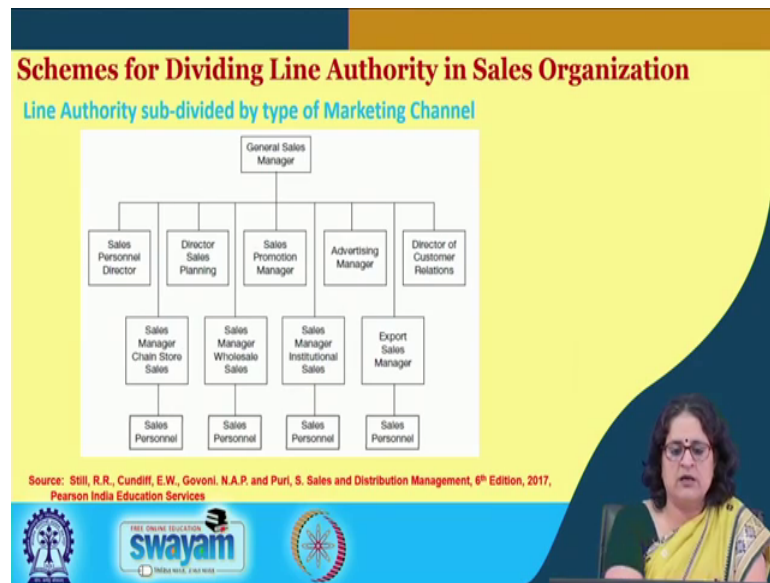 Schemes for Dividing Line Authority in Sales Organization
Line Authority sub-divided by type of Marketing Channel
General Sales
Manager
Sales
Personnel
Director
Director
Sales
Planning
Sales
Promotion
Manager
Advertising
Manager
Director of
Customer
Relations
Sales
Manager
Chain Store
Sales
Sales
Manager
Wholesale
Sales
Sales
Manager
Institutional
Sales
Export
Sales
Manager
Sales
Personnel
Sales
Personnel
Sales
Personnel
Sales
Personnel
Source: Still, R.R., Cundiff, E.W., Govoni. N.A.P. and Puri, S. Sales and Distribution Management, 6th Edition, 2017,
Pearson India Education Services
FREE ONLINE EDUCATION
swayam